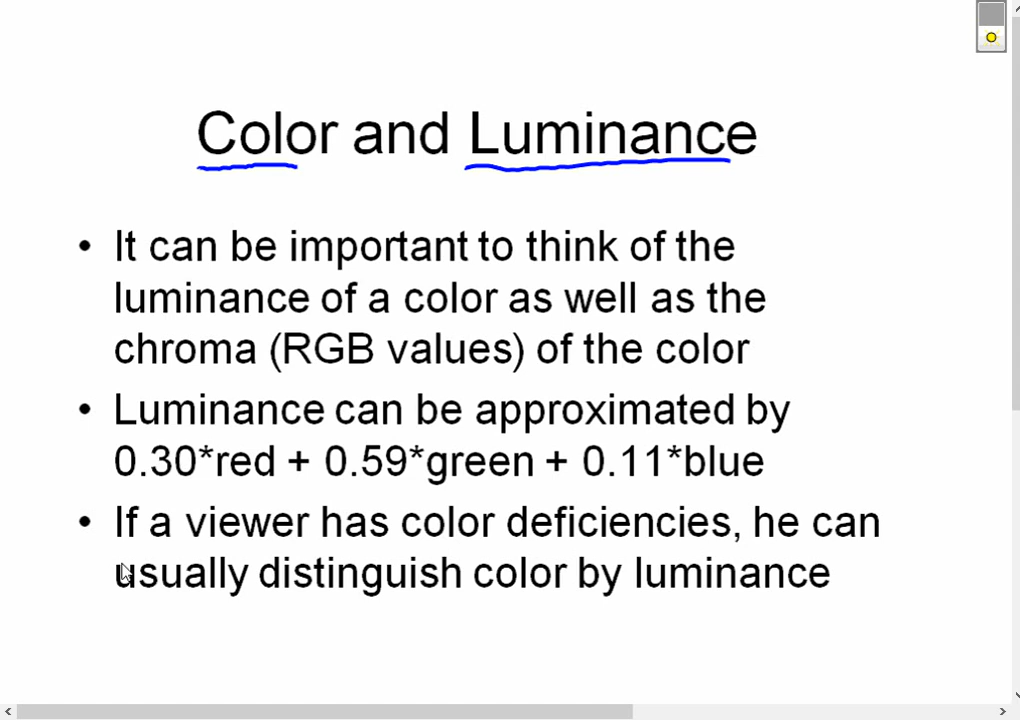 Color and Luminance
• It can be important to think of the
luminance of a color as well as the
chroma (RGB values) of the color
• Luminance can be approximated by
0.30*red + 0.59*green + 0.11*blue
• If a viewer has color deficiencies, he can
usually distinguish color by luminance